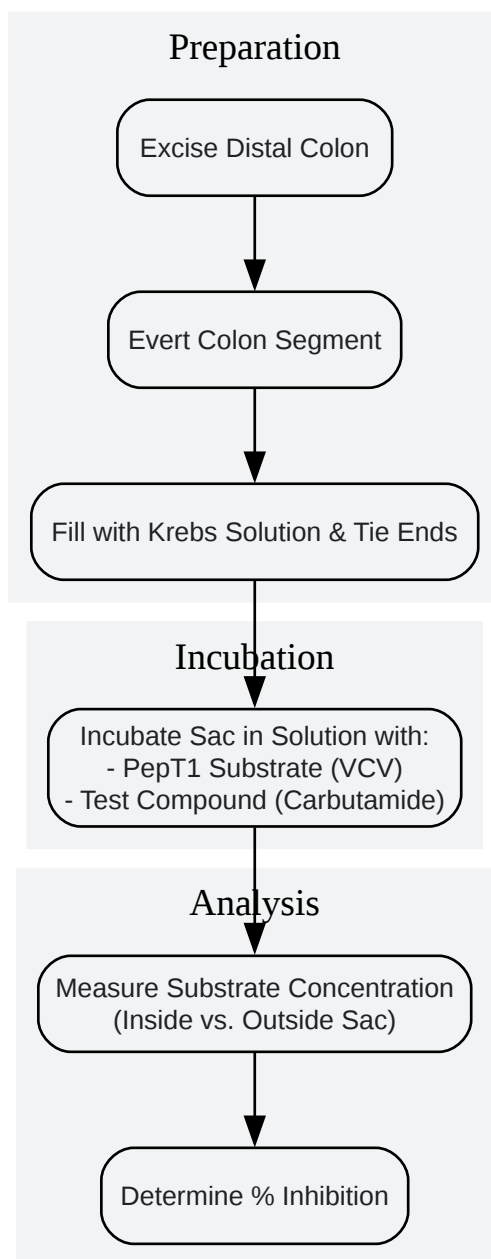 Preparation
Excise Distal Colon
Evert Colon Segment
Fill with Krebs Solution & Tie Ends
Incubation
Incubate Sac in Solution with:
- PepT1 Substrate (VCV)
- Test Compound (Carbutamide)
Analysis
Measure Substrate Concentration
(Inside vs. Outside Sac)
Determine % Inhibition